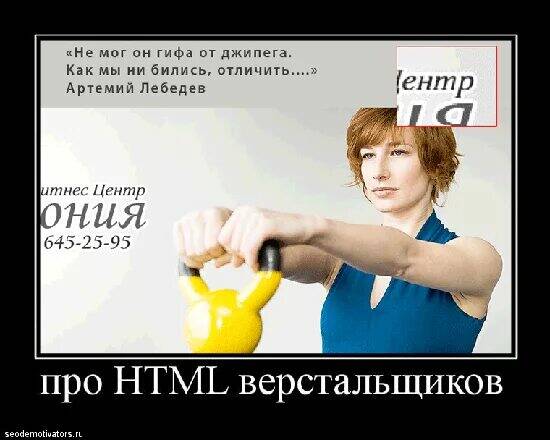 «Не мог он гифа от джипега.
Как мы ни бились, отличить....»
Артемий Лебедев
Центр
ия
итнес Центр
ония
645-25-95
про HTML верстальщиков
seodemotivators.ru